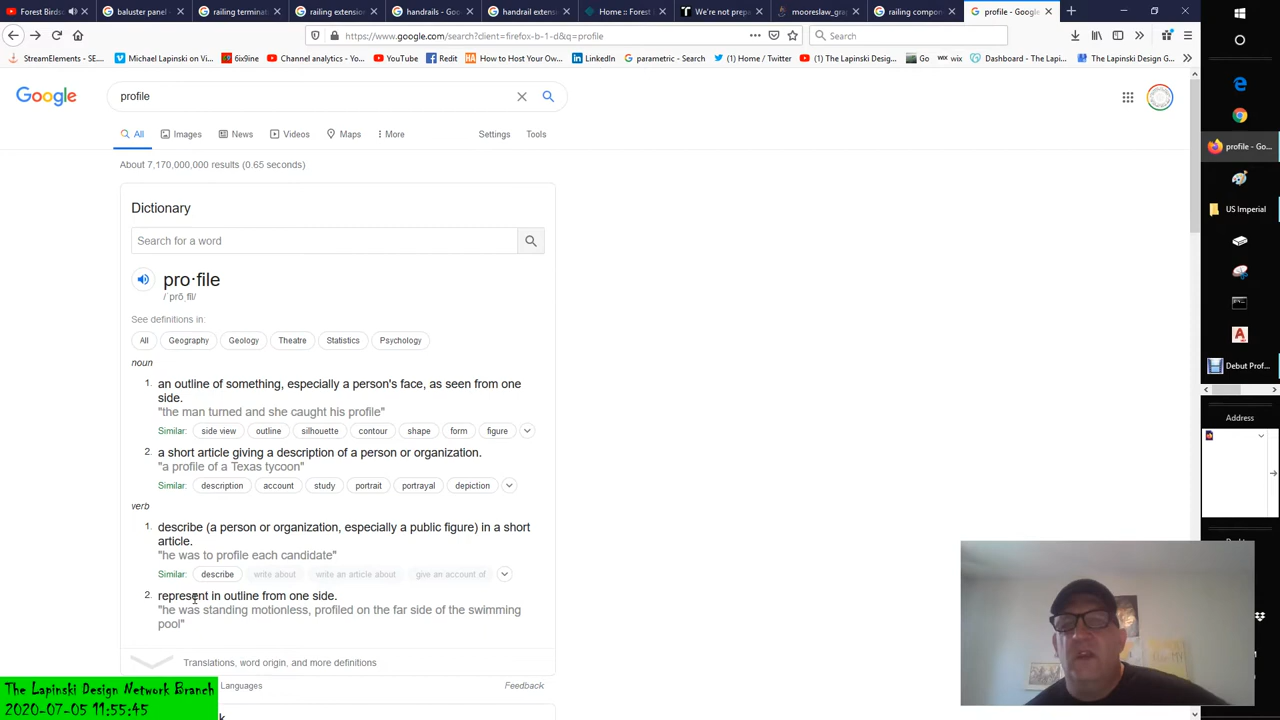 Forest Birds
baluster panel -
railing terminat
railing extension
handrails - Goo
handrail extens
Home :: Forest
We're not prepa
mooreslaw_gra
railing compon
profile - Google
https://www.google.com/search?client=firefox-b-1-d&q=profile
Search
StreamElements - SE...
Michael Lapinski on V...
6ix9ine
Channel analytics - Yo...
YouTube
Redit
How to Host Your Ow...
LinkedIn
parametric - Search
(1) Home / Twitter
(1) The Lapinski Desi...
Go
wix
Dashboard - The Lapi...
The Lapinski Design G...
Google
profile
All
Images
News
Videos
Maps
More
Settings
Tools
About 7,170,000,000 results (0.65 seconds)
Dictionary
Search for a word
pro·file
/ˈprōˌfīl/
See definitions in:
All
Geography
Geology
Theatre
Statistics
Psychology
noun
1. an outline of something, especially a person's face, as seen from one
side.
"the man turned and she caught his profile"
Similar: side view outline silhouette contour shape form figure
2. a short article giving a description of a person or organization.
"a profile of a Texas tycoon"
Similar: description account study portrait portrayal depiction
verb
1. describe (a person or organization, especially a public figure) in a short
article.
"he was to profile each candidate"
Similar: describe write about write an article about give an account of
2. represent in outline from one side.
"he was standing motionless, profiled on the far side of the swimming
pool"
Translations, word origin, and more definitions
Languages
Feedback
The Lapinski Design Network Branch
2020-07-05 11:55:45
profile - Go...
US Imperial
Debut Prof...
Address